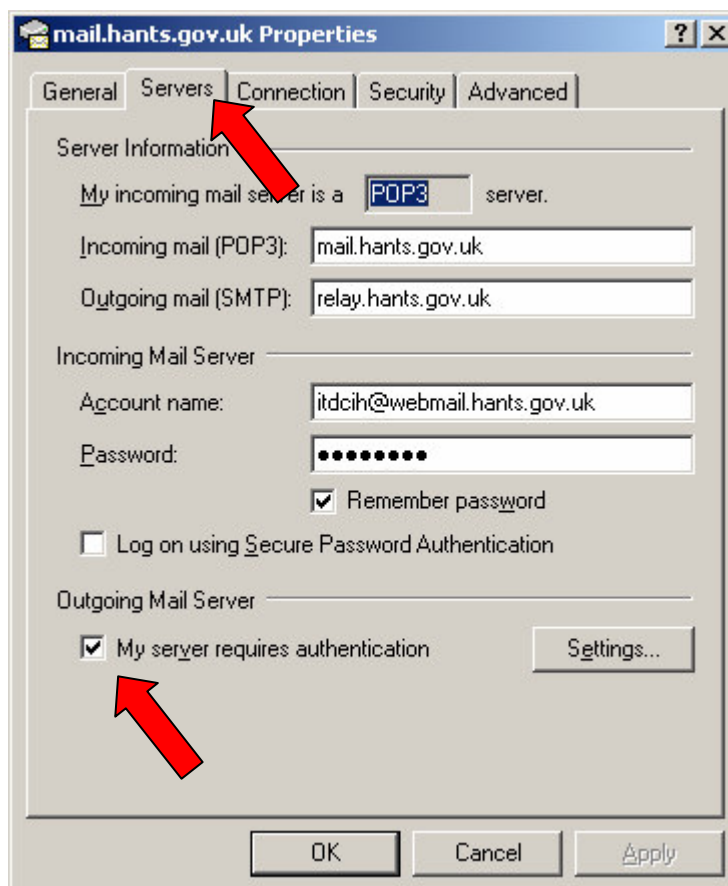 mail.hants.gov.uk Properties
General Servers Connection Security Advanced
Server Information
My incoming mail server is a POP3 server.
Incoming mail (POP3): mail.hants.gov.uk
Outgoing mail (SMTP): relay.hants.gov.uk
Incoming Mail Server
Account name: itdcih@webmail.hants.gov.uk
Password: ●●●●●●●●
Remember password
Log on using Secure Password Authentication
Outgoing Mail Server
My server requires authentication Settings...
OK Cancel Apply